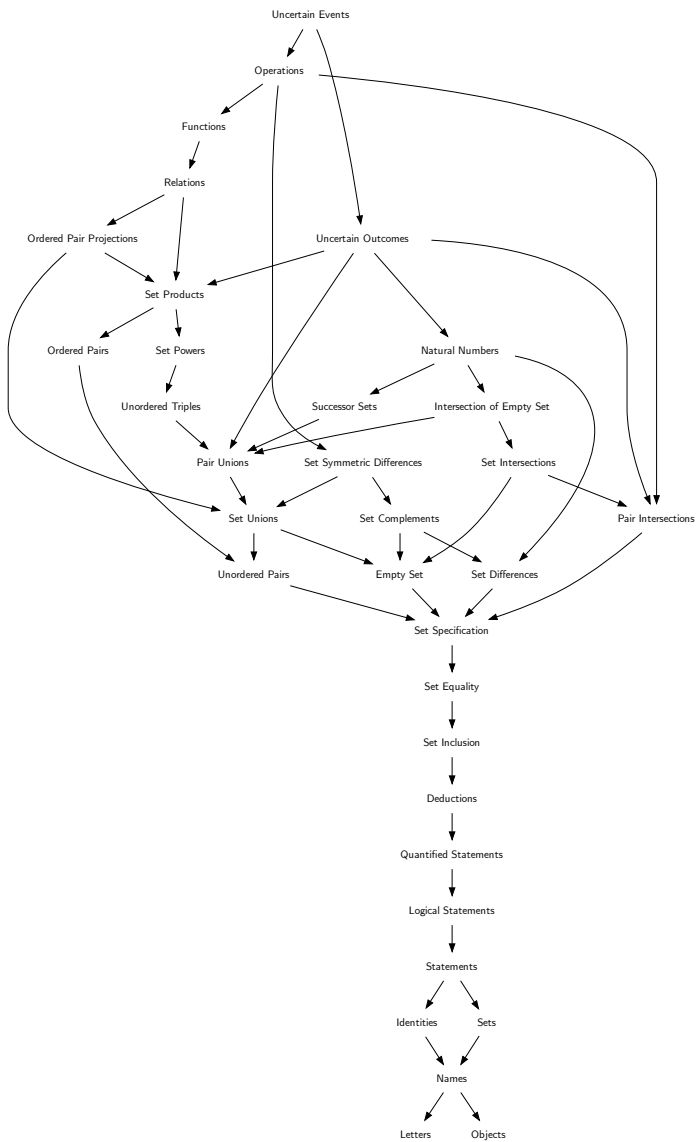 Uncertain Events
Operations
Functions
Relations
Ordered Pair Projections
Uncertain Outcomes
Set Products
Ordered Pairs
Set Powers
Natural Numbers
Unordered Triples
Successor Sets
Intersection of Empty Set
Pair Unions
Set Symmetric Differences
Set Intersections
Set Unions
Set Complements
Pair Intersections
Unordered Pairs
Empty Set
Set Differences
Set Specification
Set Equality
Set Inclusion
Deductions
Quantified Statements
Logical Statements
Statements
Identities
Sets
Names
Letters
Objects